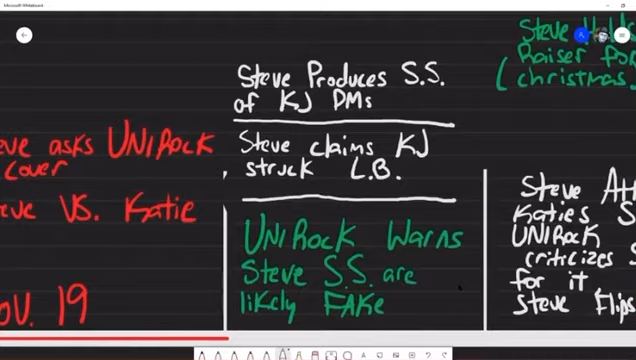 Microsoft Whiteboard
Steve
Raiser for
(christmas
Steve Produces S.S.
of KJ DMs
Steve claims KJ
struck L.B.
UNIROCK Warns
Steve S.S. are
likely FAKe
eve asks UNIROCK
cover
eve VS. Katie
OV. 19
Steve Att
Katies S
UNIROCK
criticizes S
for it
Steve Flips